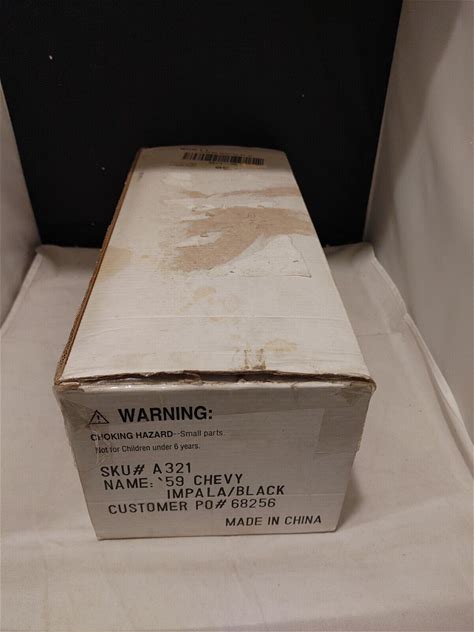 WARNING:
CHOKING HAZARD--Small parts
Not for Children under 6 years.
SKU# A321
NAME: '59 CHEVY
IMPALA/BLACK
CUSTOMER PO# 68256
MADE IN CHINA